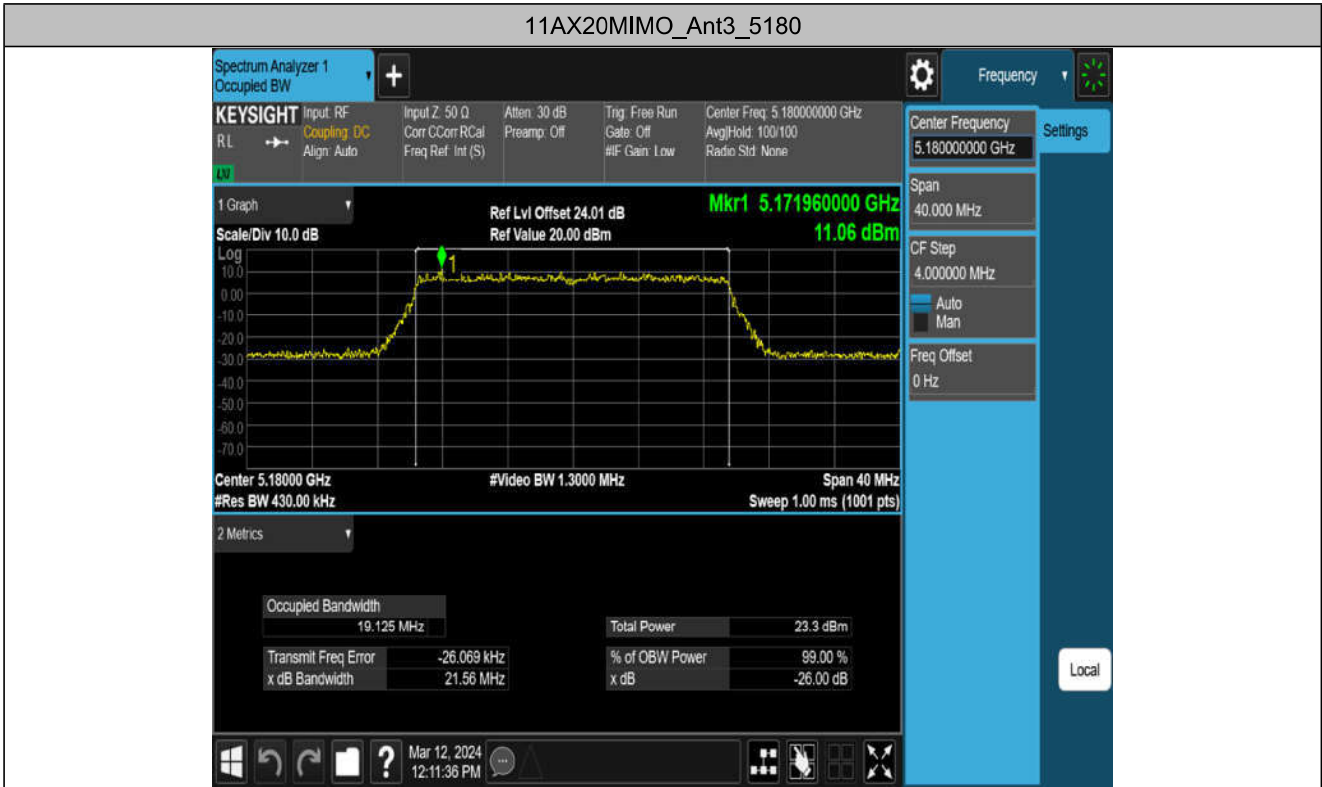 11AX20MIMO_Ant3_5180
Spectrum Analyzer 1
Occupied BW
+
Frequency
KEYSIGHT
R L
LXI
Input: RF
Coupling: DC
Align: Auto
Input Z: 50 Ω
Corr CCorr RCal
Freq Ref: Int (S)
Atten: 30 dB
Preamp: Off
Trig: Free Run
Gate: Off
#IF Gain: Low
Center Freq: 5.180000000 GHz
Avg|Hold: 100/100
Radio Std: None
Center Frequency
5.180000000 GHz
Settings
Span
40.000 MHz
CF Step
4.000000 MHz
Auto
Man
Freq Offset
0 Hz
Local
1 Graph
Scale/Div 10.0 dB
Ref Lvl Offset 24.01 dB
Ref Value 20.00 dBm
Mkr1 5.171960000 GHz
11.06 dBm
Log
1
10.0
0.00
-10.0
-20.0
-30.0
-40.0
-50.0
-60.0
-70.0
Center 5.18000 GHz
#Video BW 1.3000 MHz
Span 40 MHz
#Res BW 430.00 kHz
Sweep 1.00 ms (1001 pts)
2 Metrics
Occupied Bandwidth
19.125 MHz
Total Power 23.3 dBm
Transmit Freq Error -26.069 kHz
% of OBW Power 99.00 %
x dB Bandwidth 21.56 MHz
x dB -26.00 dB
?
Mar 12, 2024
12:11:36 PM